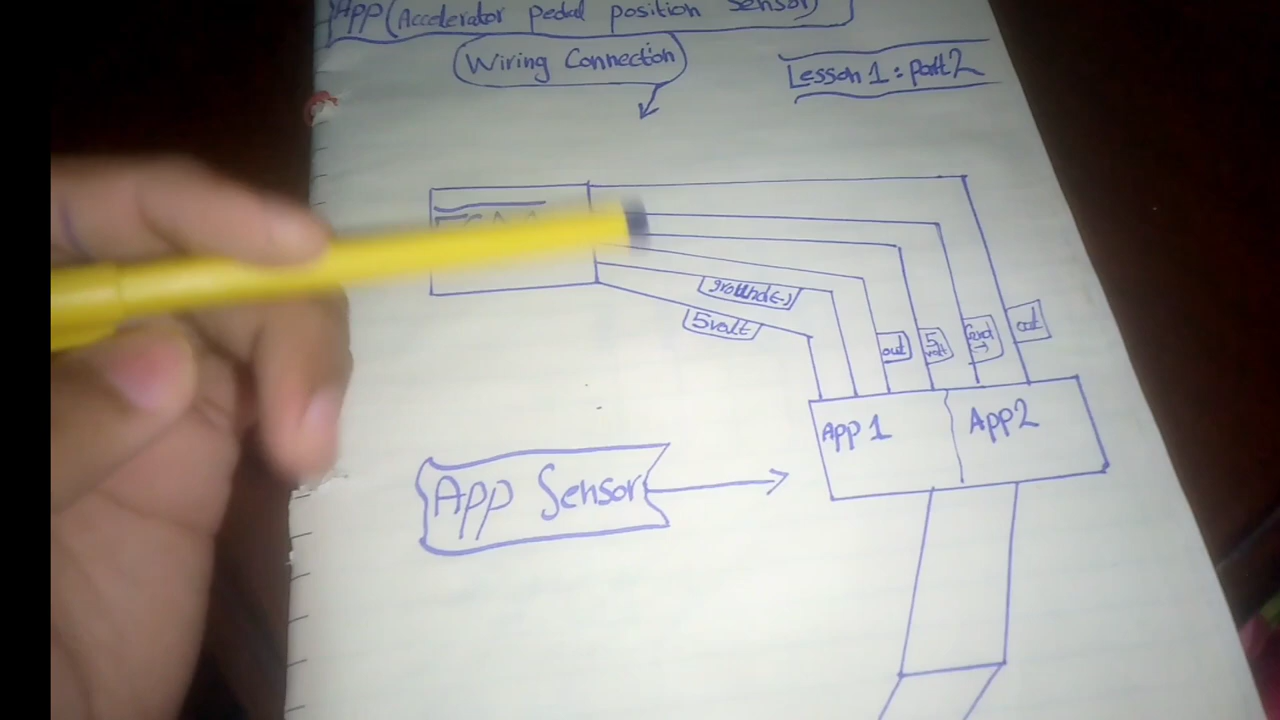 App (Accelerator pedal position Sensor)
Wiring Connection
Lesson 1: part 2
ground(-)
5volt
out
5 volt
out
App 1
App 2
App Sensor